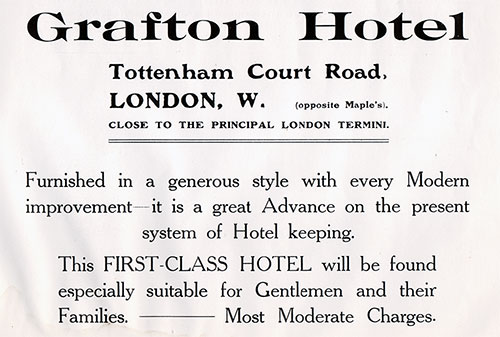 Grafton Hotel
Tottenham Court Road,
LONDON, W. (opposite Maple's).
CLOSE TO THE PRINCIPAL LONDON TERMINI.
Furnished in a generous style with every Modern
improvement—it is a great Advance on the present
system of Hotel keeping.
This FIRST-CLASS HOTEL will be found
especially suitable for Gentlemen and their
Families. ——— Most Moderate Charges.